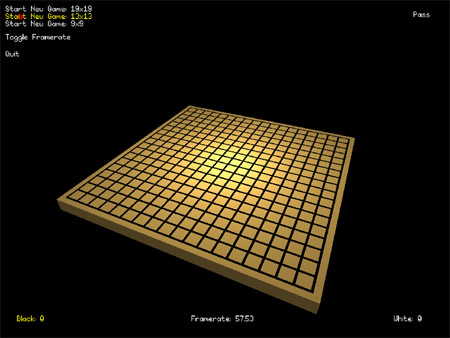 Start New Game: 19x19
Start New Game: 13x13
Start New Game: 9x9
Pass
Toggle Framerate
Quit
Black: 0
Framerate: 57.53
White: 0